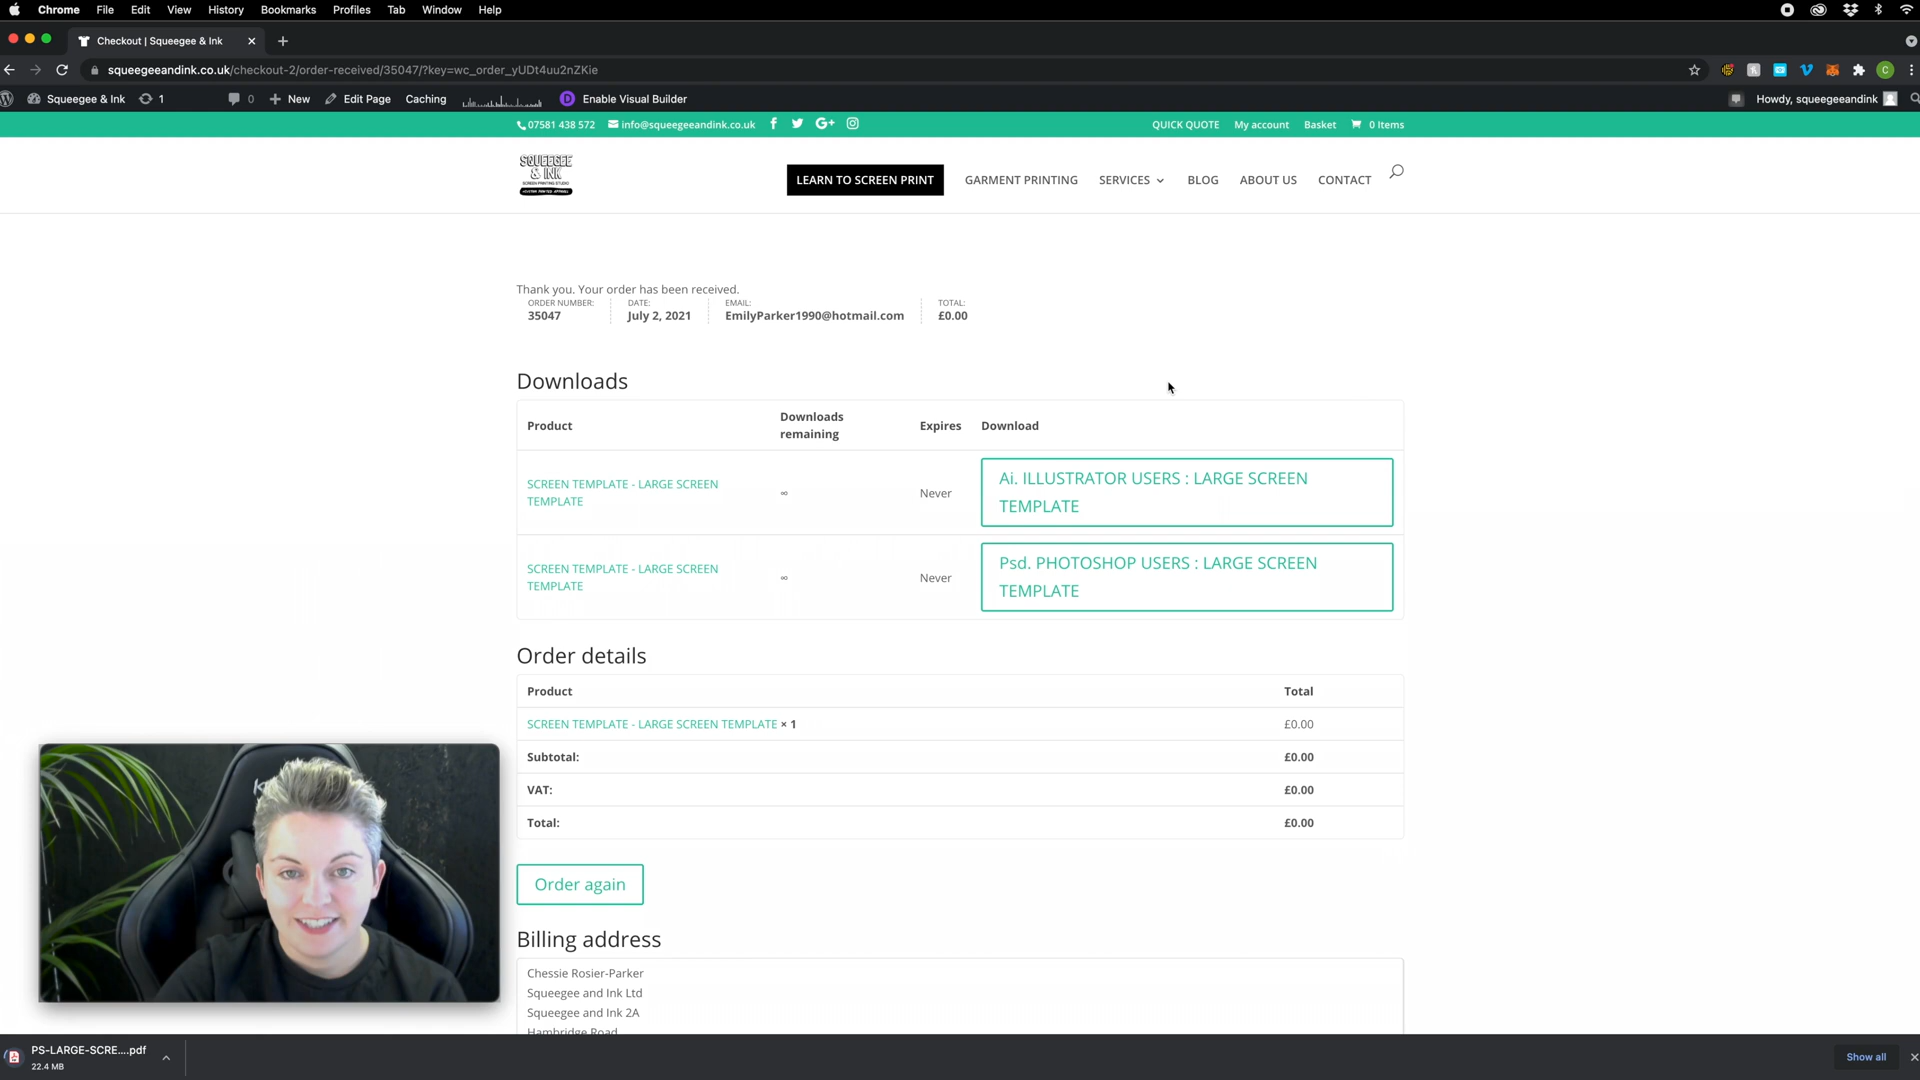 Chrome File Edit View History Bookmarks Profiles Tab Window Help
Checkout | Squeegee & Ink
squeegeeandink.co.uk/checkout-2/order-received/35047/?key=wc_order_yUDt4uu2nZKie
C
Squeegee & Ink 1 0 New Edit Page Caching D Enable Visual Builder Howdy, squeegeeandink
07581 438 572 info@squeegeeandink.co.uk QUICK QUOTE My account Basket 0 Items
SQUEEGEE
& INK
SCREEN PRINTING STUDIO
LEARN TO SCREEN PRINT GARMENT PRINTING SERVICES BLOG ABOUT US CONTACT
Thank you. Your order has been received.
ORDER NUMBER: DATE: EMAIL: TOTAL:
35047 July 2, 2021 EmilyParker1990@hotmail.com £0.00
Downloads
Product Downloads remaining Expires Download
SCREEN TEMPLATE - LARGE SCREEN TEMPLATE ∞ Never Ai. ILLUSTRATOR USERS : LARGE SCREEN TEMPLATE
SCREEN TEMPLATE - LARGE SCREEN TEMPLATE ∞ Never Psd. PHOTOSHOP USERS : LARGE SCREEN TEMPLATE
Order details
Product Total
SCREEN TEMPLATE - LARGE SCREEN TEMPLATE × 1 £0.00
Subtotal: £0.00
VAT: £0.00
Total: £0.00
Order again
Billing address
Chessie Rosier-Parker
Squeegee and Ink Ltd
Squeegee and Ink 2A
Hambridge Road
PS-LARGE-SCRE....pdf
22.4 MB
Show all